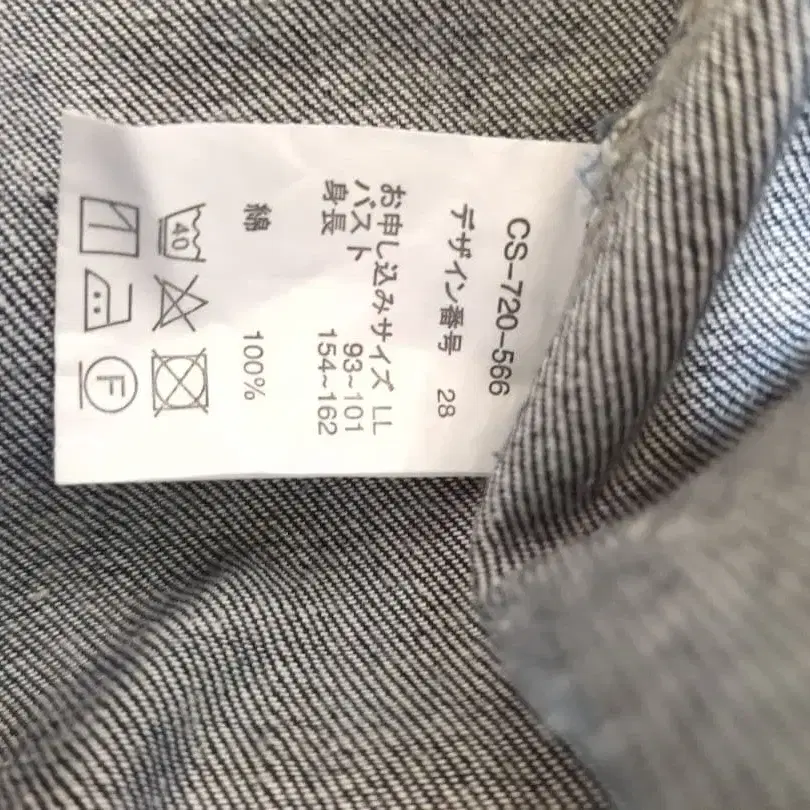 CS-720-566
デザイン番号 28
お申し込みサイズ LL
バスト 93~101
身長 154~162
綿 100%
40
F